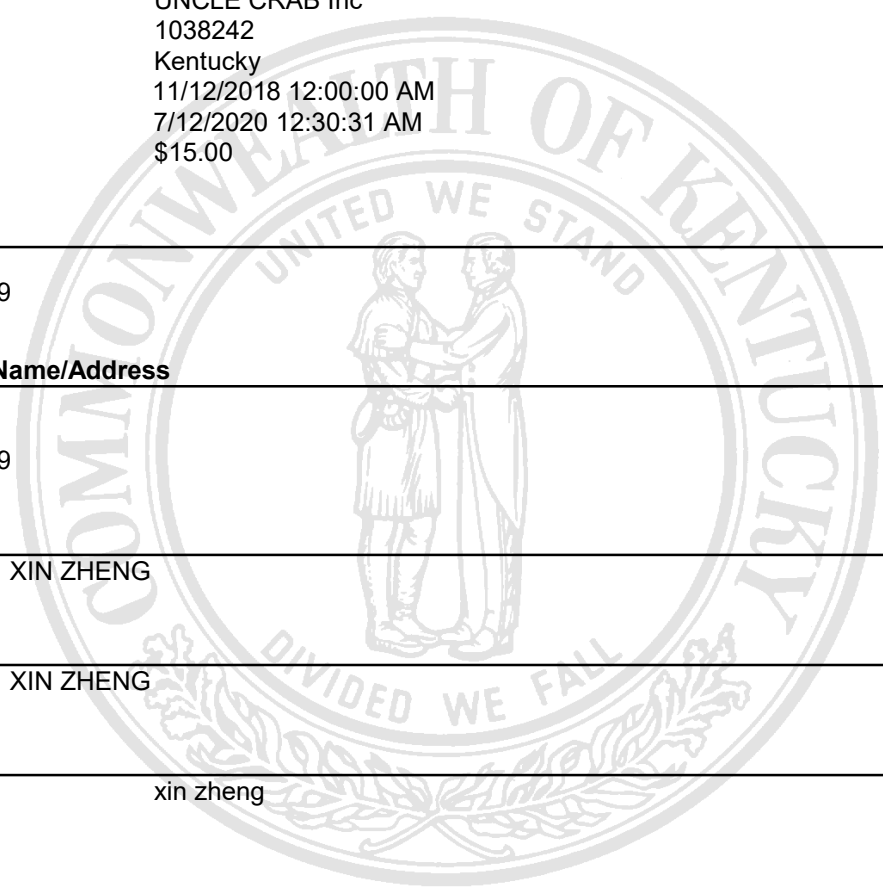 UNCLE CRAB Inc
1038242
Kentucky
11/12/2018 12:00:00 AM
7/12/2020 12:30:31 AM
$15.00
9
Name/Address
9
XIN ZHENG
XIN ZHENG
xin zheng
COMMONWEALTH OF KENTUCKY
UNITED WE STAND
DIVIDED WE FALL